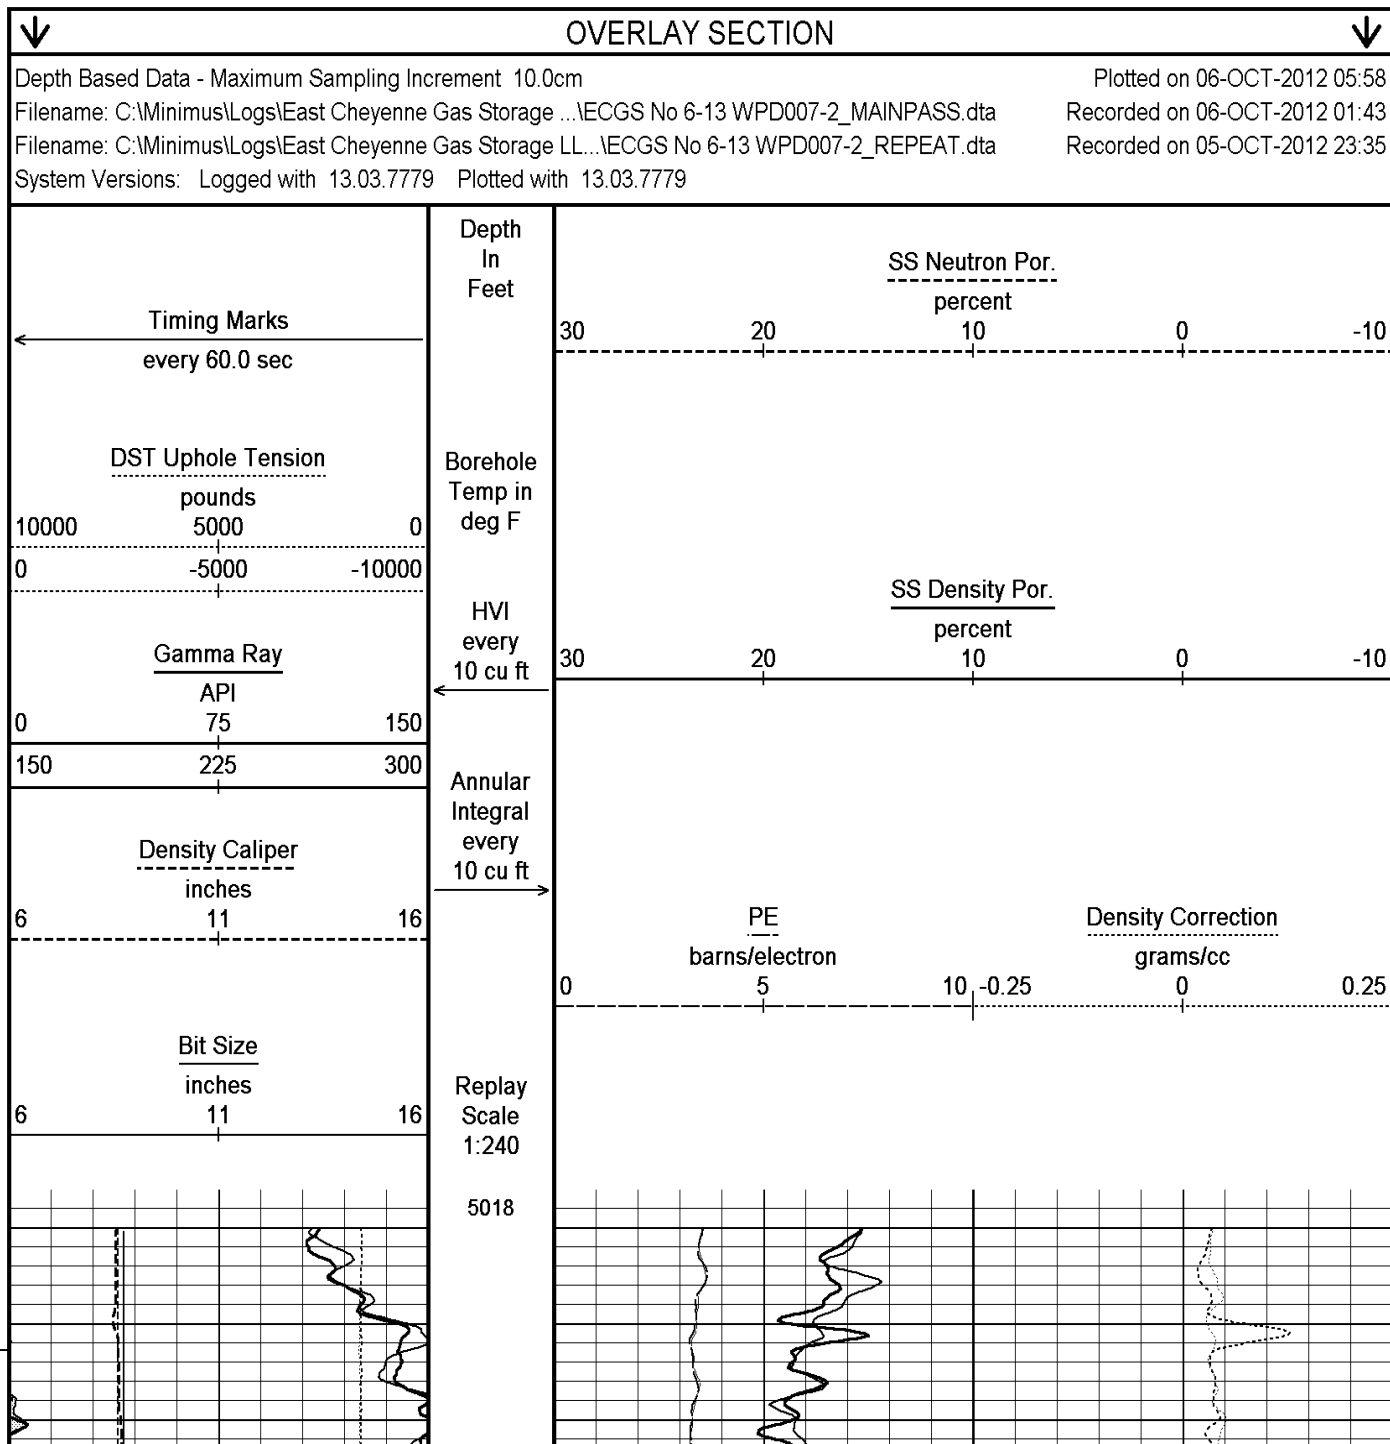 OVERLAY SECTION
Depth Based Data - Maximum Sampling Increment 10.0cm Plotted on 06-OCT-2012 05:58
Filename: C:\Minimus\Logs\East Cheyenne Gas Storage ...\ECGS No 6-13 WPD007-2_MAINPASS.dta Recorded on 06-OCT-2012 01:43
Filename: C:\Minimus\Logs\East Cheyenne Gas Storage LL...\ECGS No 6-13 WPD007-2_REPEAT.dta Recorded on 05-OCT-2012 23:35
System Versions: Logged with 13.03.7779 Plotted with 13.03.7779
Timing Marks
every 60.0 sec
DST Uphole Tension
pounds
10000 5000 0
0 -5000 -10000
Gamma Ray
API
0 75 150
150 225 300
Density Caliper
inches
6 11 16
Bit Size
inches
6 11 16
Depth
In
Feet
Borehole
Temp in
deg F
HVI
every
10 cu ft
Annular
Integral
every
10 cu ft
Replay
Scale
1:240
5018
SS Neutron Por.
percent
30 20 10 0 -10
SS Density Por.
percent
30 20 10 0 -10
PE
barns/electron
0 5 10
Density Correction
grams/cc
-0.25 0 0.25